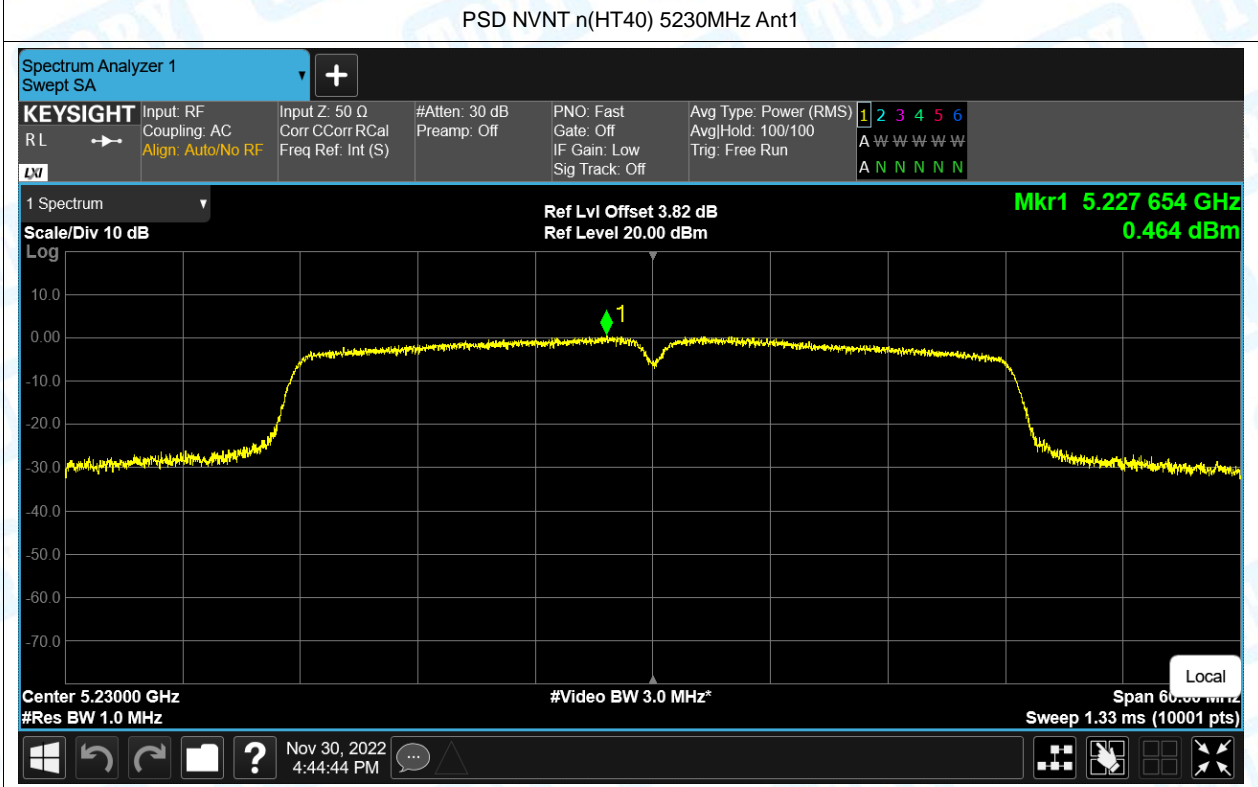 PSD NVNT n(HT40) 5230MHz Ant1
Spectrum Analyzer 1
Swept SA
KEYSIGHT
R L
LXI
Input: RF
Coupling: AC
Align: Auto/No RF
Input Z: 50 Ω
Corr CCorr RCal
Freq Ref: Int (S)
#Atten: 30 dB
Preamp: Off
PNO: Fast
Gate: Off
IF Gain: Low
Sig Track: Off
Avg Type: Power (RMS)
Avg|Hold: 100/100
Trig: Free Run
1 2 3 4 5 6
A W W W W W
A N N N N N
1 Spectrum
Scale/Div 10 dB
Log
Ref Lvl Offset 3.82 dB
Ref Level 20.00 dBm
Mkr1 5.227 654 GHz
0.464 dBm
10.0
0.00
-10.0
-20.0
-30.0
-40.0
-50.0
-60.0
-70.0
1
Local
Center 5.23000 GHz
#Res BW 1.0 MHz
#Video BW 3.0 MHz*
Span 60.00 MHz
Sweep 1.33 ms (10001 pts)
?
Nov 30, 2022
4:44:44 PM